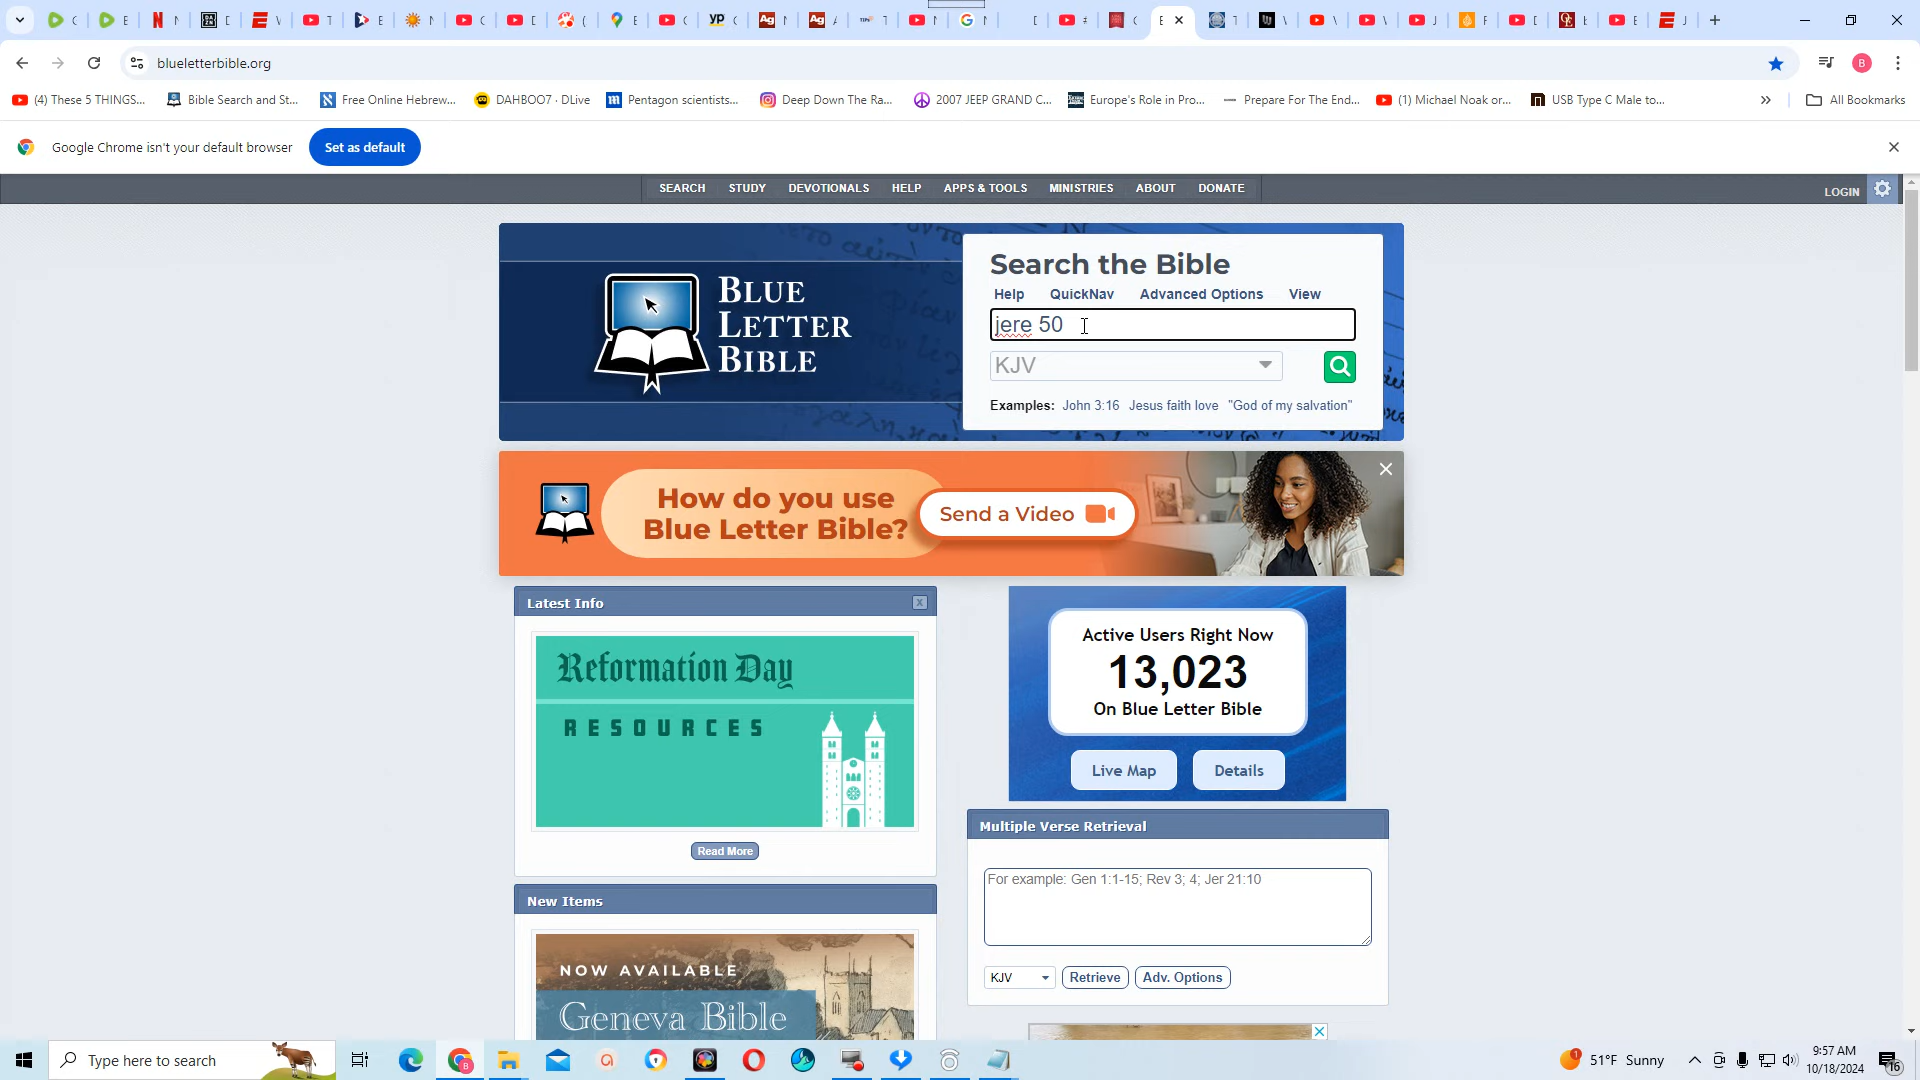 blueletterbible.org
(4) These 5 THINGS...
Bible Search and St...
Free Online Hebrew...
DAHBOO7 · DLive
Pentagon scientists...
Deep Down The Ra...
2007 JEEP GRAND C...
Europe's Role in Pro...
Prepare For The End...
(1) Michael Noak or...
USB Type C Male to...
All Bookmarks
Google Chrome isn't your default browser
Set as default
SEARCH STUDY DEVOTIONALS HELP APPS & TOOLS MINISTRIES ABOUT DONATE
LOGIN
BLUE
LETTER
BIBLE
Search the Bible
Help QuickNav Advanced Options View
jere 50
KJV
Examples: John 3:16 Jesus faith love "God of my salvation"
How do you use
Blue Letter Bible?
Send a Video
Latest Info
x
Reformation Day
RESOURCES
Read More
Active Users Right Now
13,023
On Blue Letter Bible
Live Map
Details
Multiple Verse Retrieval
For example: Gen 1:1-15; Rev 3; 4; Jer 21:10
KJV
Retrieve
Adv. Options
New Items
NOW AVAILABLE
Geneva Bible
Type here to search
51°F Sunny
9:57 AM
10/18/2024
16